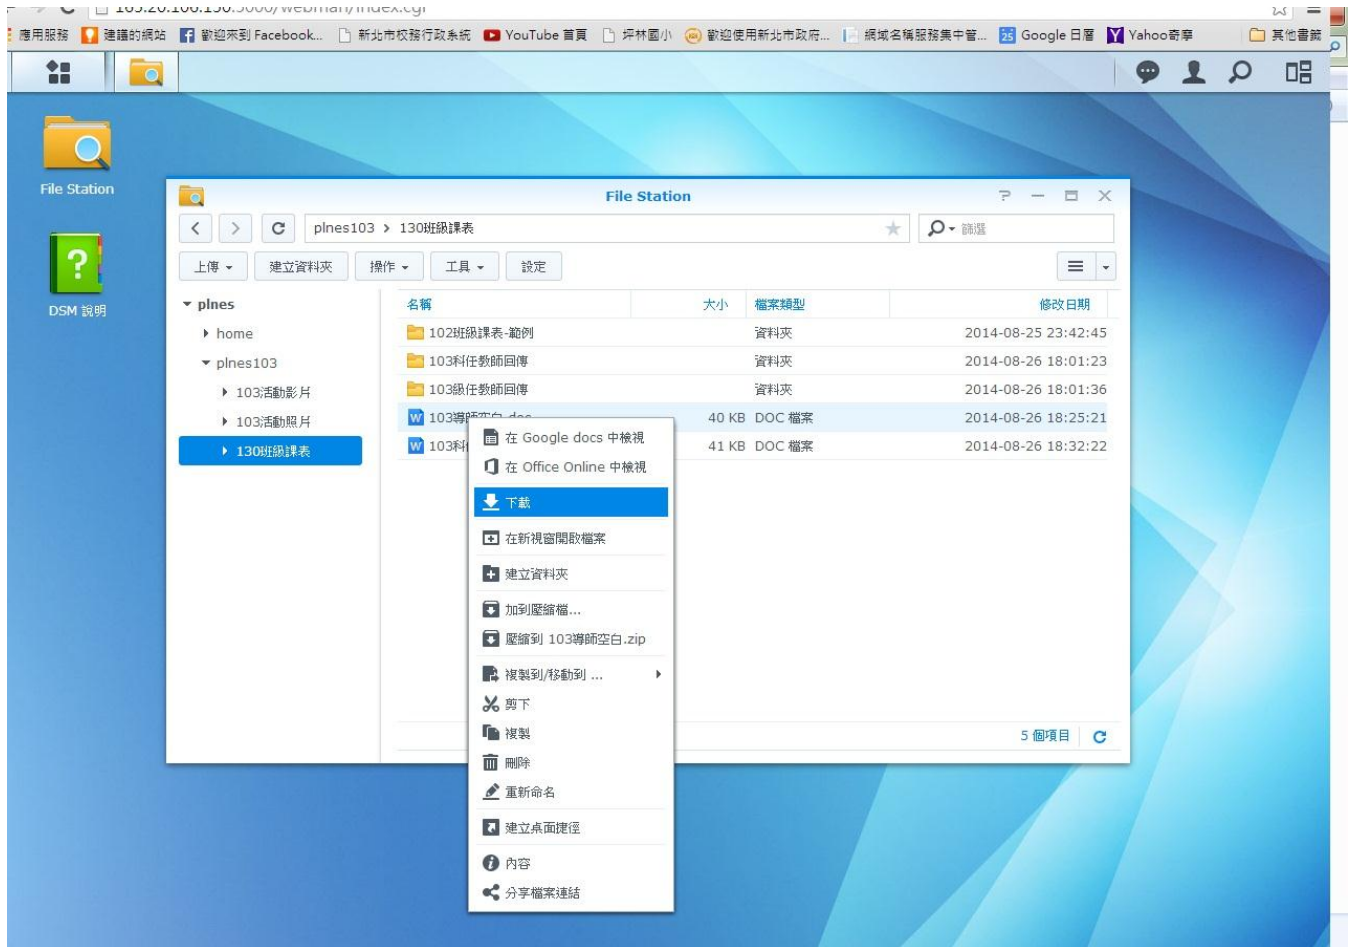 應用服務 建議的網站 歡迎來到 Facebook... 新北市校務行政系統 YouTube 首頁 坪林國小 歡迎使用新北市政府... 網域名稱服務集中管... 25 Google 日曆 Yahoo奇摩 其他書籤
File Station
DSM 說明
File Station
plnes103 > 130班級課表
篩選
上傳 建立資料夾 操作 工具 設定
plnes
home
plnes103
103活動影片
103活動照片
130班級課表
名稱 大小 檔案類型 修改日期
102班級課表-範例 資料夾 2014-08-25 23:42:45
103科任教師回傳 資料夾 2014-08-26 18:01:23
103級任教師回傳 資料夾 2014-08-26 18:01:36
103導師空白.doc 40 KB DOC 檔案 2014-08-26 18:25:21
103科 41 KB DOC 檔案 2014-08-26 18:32:22
在 Google docs 中檢視
在 Office Online 中檢視
下載
在新視窗開啟檔案
建立資料夾
加到壓縮檔...
壓縮到 103導師空白.zip
複製到/移動到 ...
剪下
複製
刪除
重新命名
建立桌面捷徑
內容
分享檔案連結
5 個項目